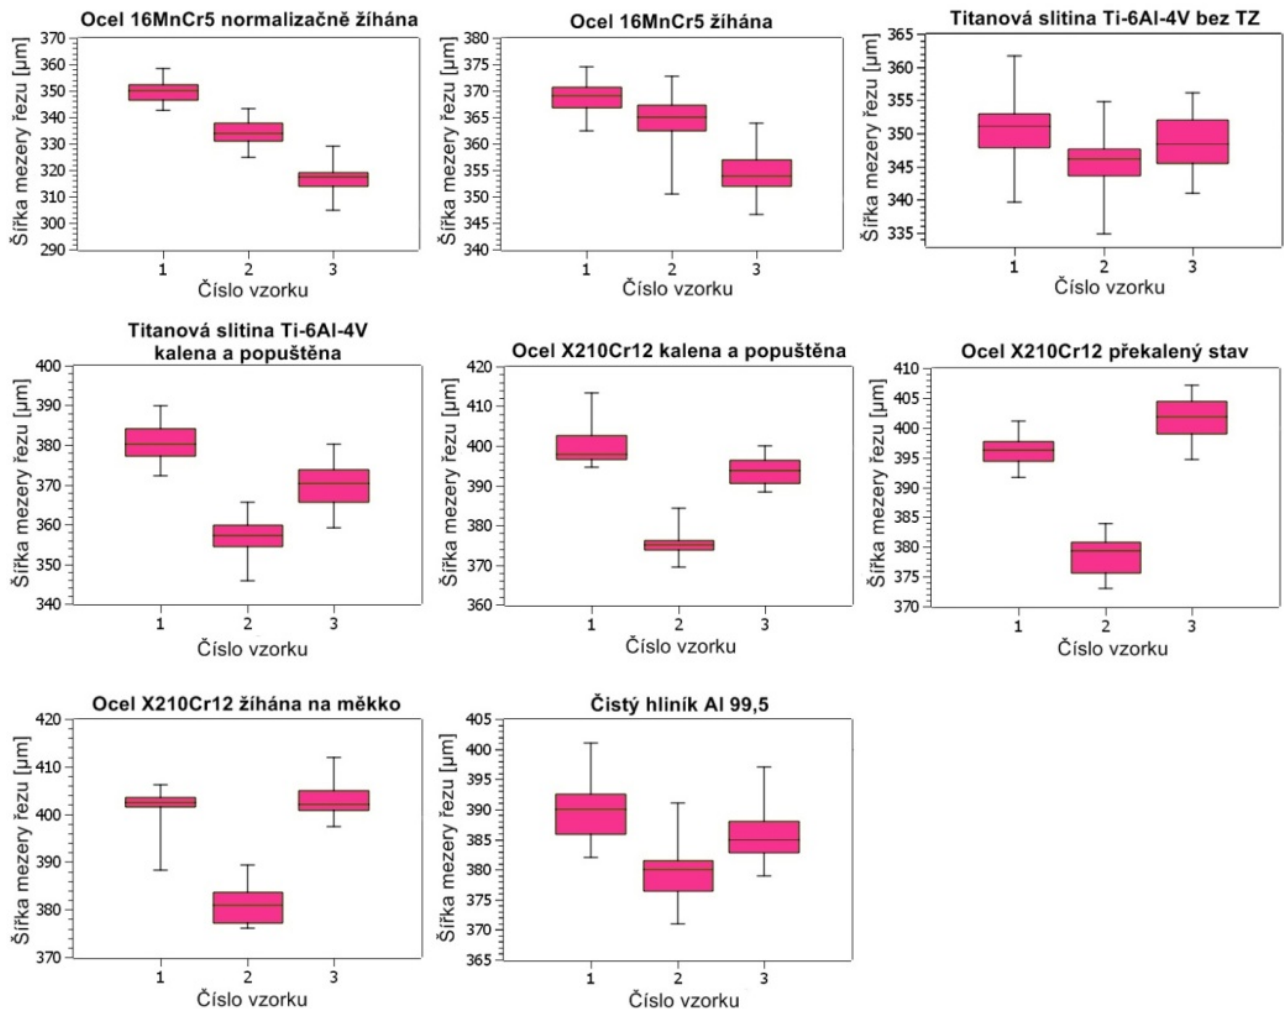 Ocel 16MnCr5 normalizačně žíhána
Šířka mezery řezu [µm]
370
360
350
340
330
320
310
300
290
1 2 3
Číslo vzorku
Ocel 16MnCr5 žíhána
Šířka mezery řezu [µm]
380
375
370
365
360
355
350
345
340
1 2 3
Číslo vzorku
Titanová slitina Ti-6Al-4V bez TZ
Šířka mezery řezu [µm]
365
360
355
350
345
340
335
1 2 3
Číslo vzorku
Titanová slitina Ti-6Al-4V
kalena a popuštěna
Šířka mezery řezu [µm]
400
390
380
370
360
350
340
1 2 3
Číslo vzorku
Ocel X210Cr12 kalena a popuštěna
Šířka mezery řezu [µm]
420
410
400
390
380
370
360
1 2 3
Číslo vzorku
Ocel X210Cr12 překalený stav
Šířka mezery řezu [µm]
410
405
400
395
390
385
380
375
370
1 2 3
Číslo vzorku
Ocel X210Cr12 žíhána na měkko
Šířka mezery řezu [µm]
420
410
400
390
380
370
1 2 3
Číslo vzorku
Čistý hliník Al 99,5
Šířka mezery řezu [µm]
405
400
395
390
385
380
375
370
365
1 2 3
Číslo vzorku